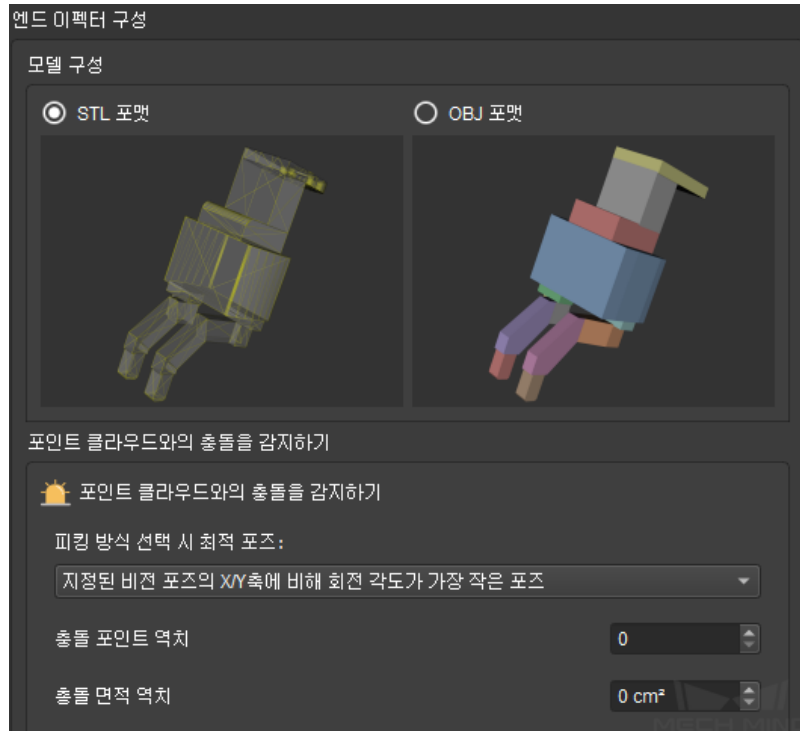 엔드 이펙터 구성
모델 구성
STL 포맷
OBJ 포맷
포인트 클라우드와의 충돌을 감지하기
포인트 클라우드와의 충돌을 감지하기
피킹 방식 선택 시 최적 포즈:
지정된 비전 포즈의 X/Y축에 비해 회전 각도가 가장 작은 포즈
충돌 포인트 역치
0
충돌 면적 역치
0 cm²
MECH MIND